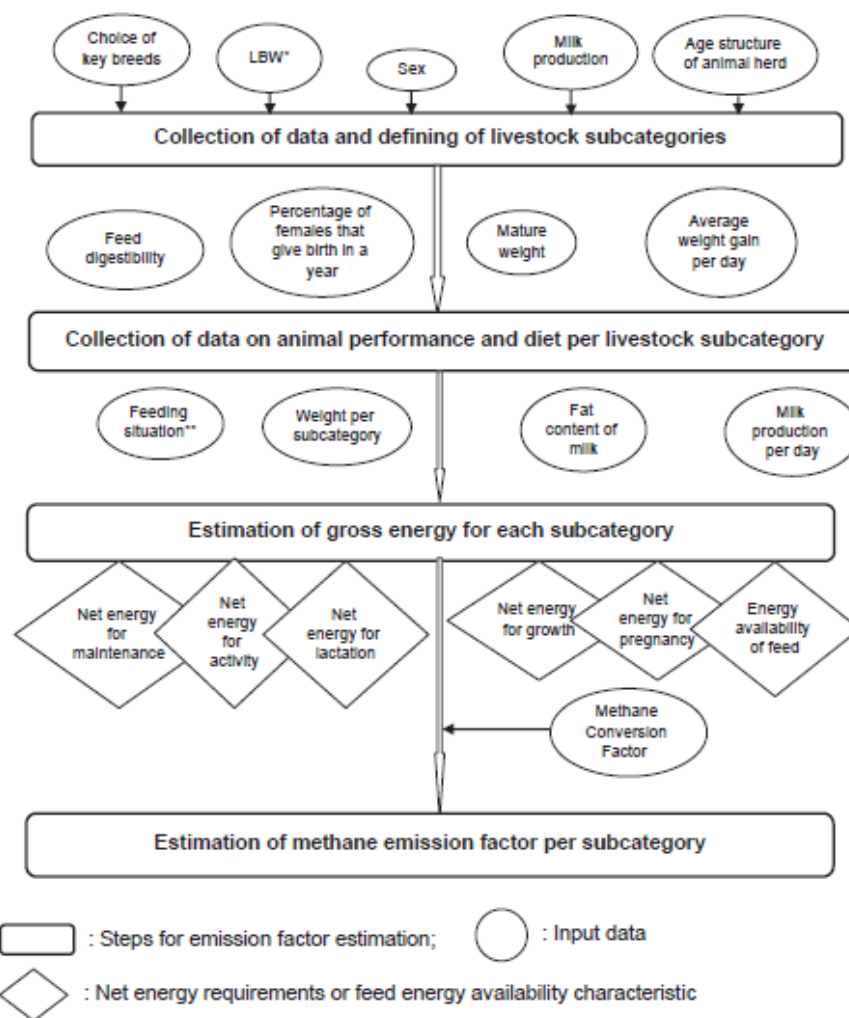 Choice of
key breeds
LBW*
Sex
Milk
production
Age structure
of animal herd
Collection of data and defining of livestock subcategories
Feed
digestibility
Percentage of
females that
give birth in a
year
Mature
weight
Average
weight gain
per day
Collection of data on animal performance and diet per livestock subcategory
Feeding
situation**
Weight per
subcategory
Fat
content of
milk
Milk
production
per day
Estimation of gross energy for each subcategory
Net energy
for
maintenance
Net
energy
for
activity
Net
energy for
lactation
Net energy
for growth
Net
energy for
pregnancy
Energy
availability
of feed
Methane
Conversion
Factor
Estimation of methane emission factor per subcategory
: Steps for emission factor estimation;
: Input data
: Net energy requirements or feed energy availability characteristic